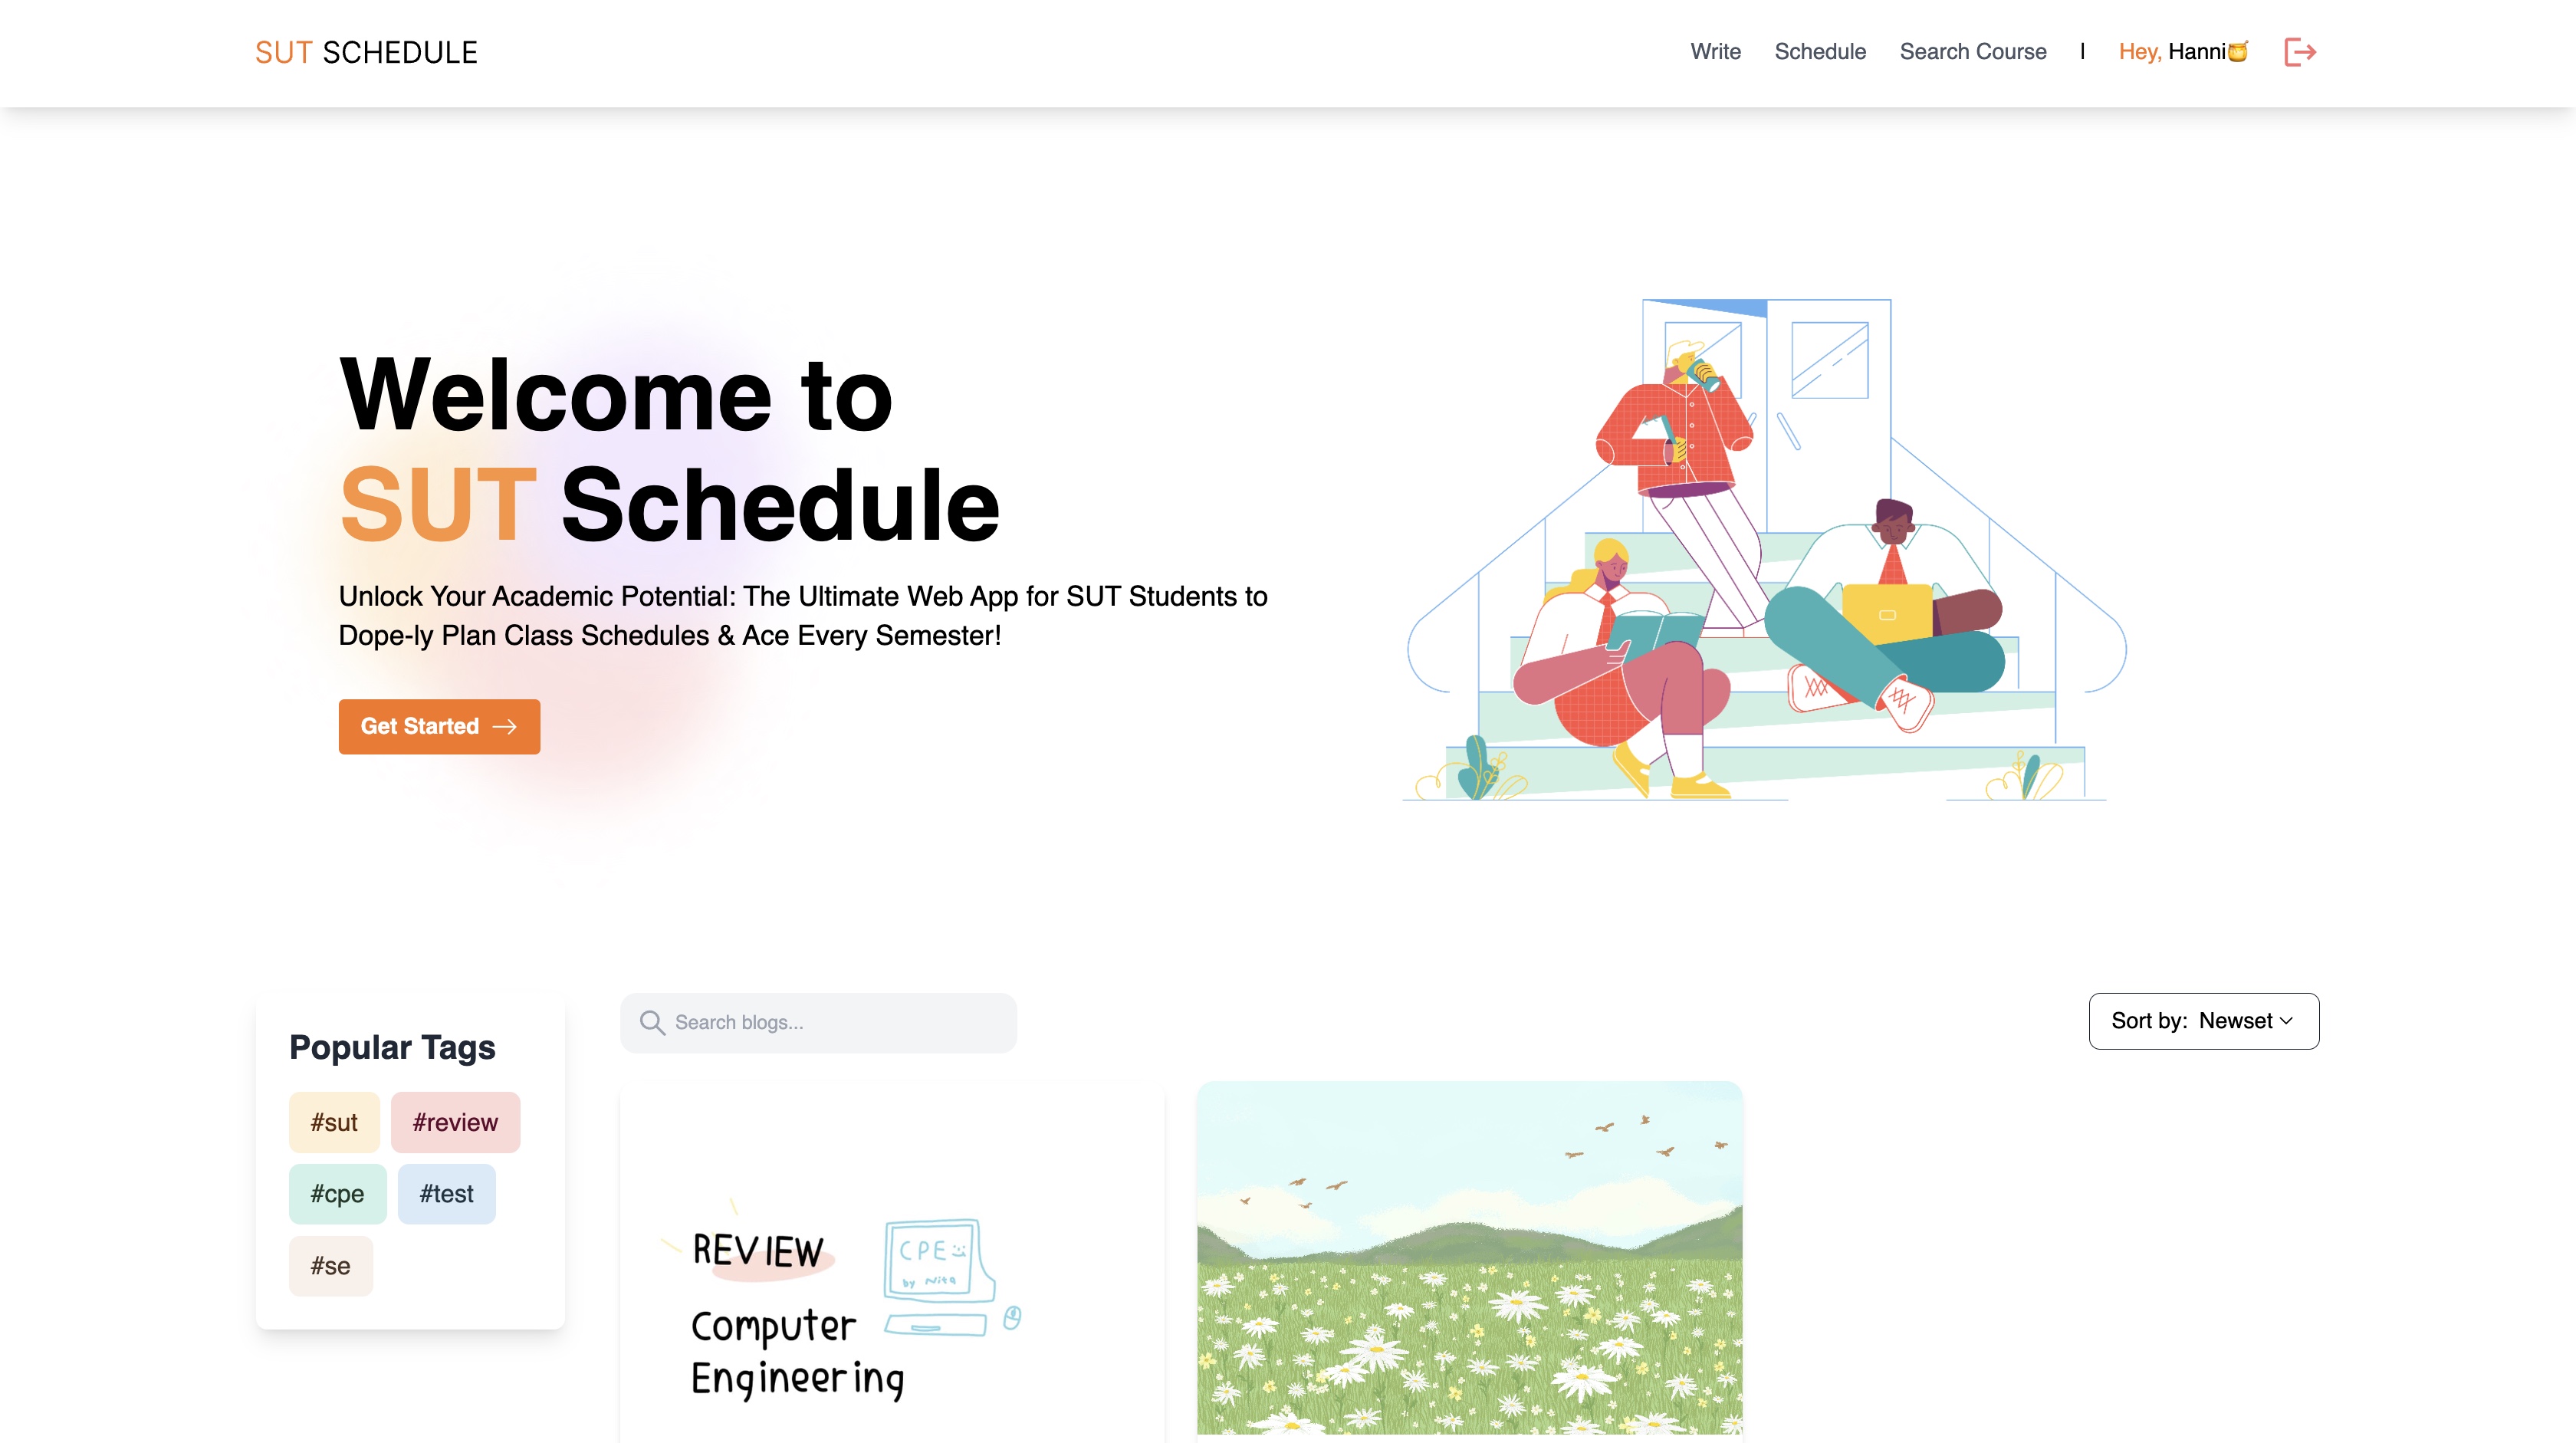 SUT SCHEDULE
Write Schedule Search Course | Hey, Hanni🍯
Welcome to
SUT Schedule
Unlock Your Academic Potential: The Ultimate Web App for SUT Students to
Dope-ly Plan Class Schedules & Ace Every Semester!
Get Started →
Popular Tags
#sut #review
#cpe #test
#se
Search blogs...
Sort by: Newset
REVIEW
Computer
Engineering
CPE
by Nita